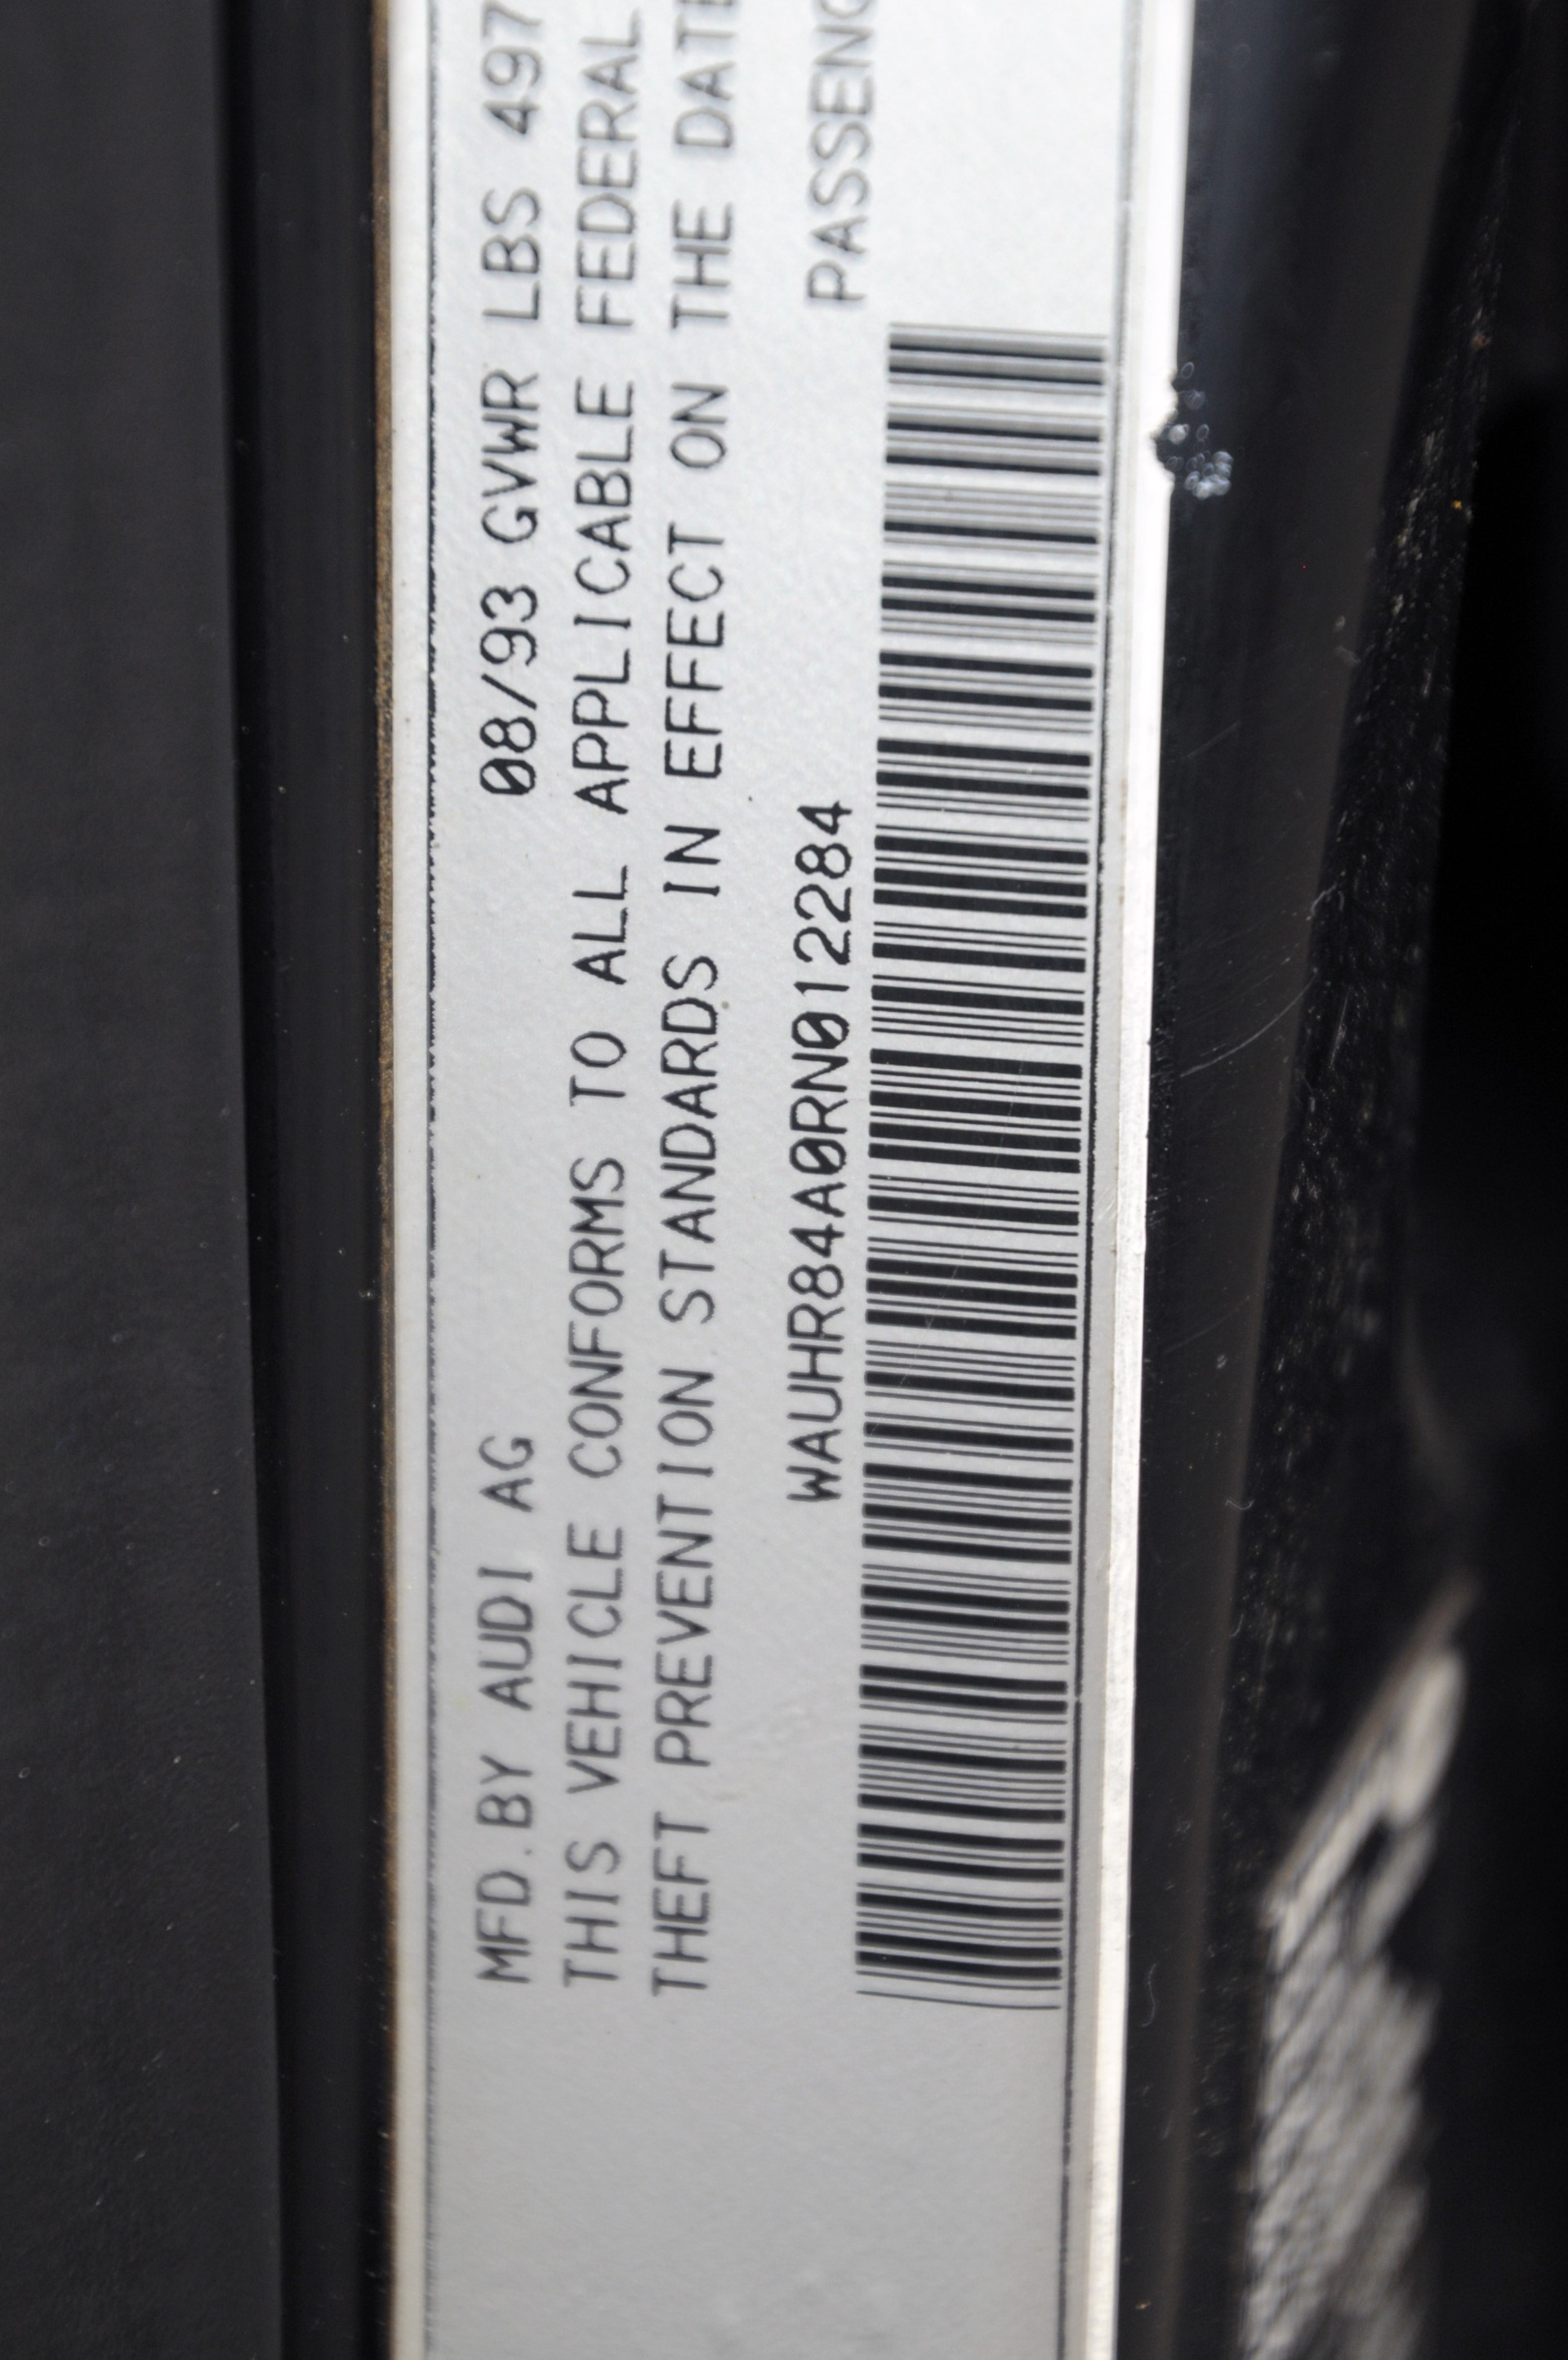 MFD.BY AUDI AG 08/93 GVWR LBS 497
THIS VEHICLE CONFORMS TO ALL APPLICABLE FEDERAL
THEFT PREVENTION STANDARDS IN EFFECT ON THE DATE
WAUHR84A0RN012284 PASSENG